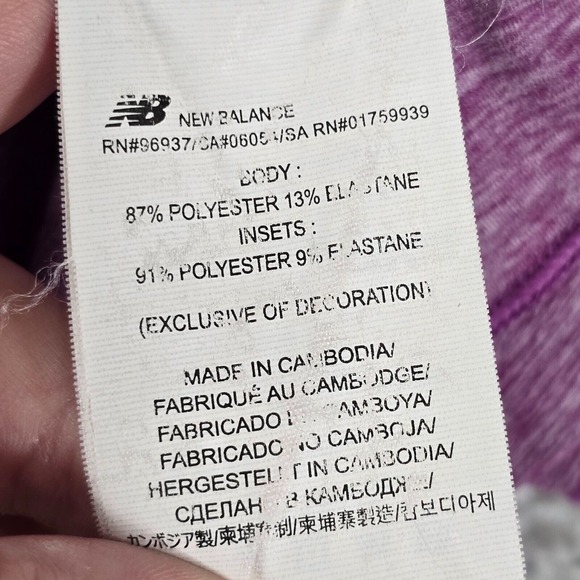 NB NEW BALANCE
RN#96937/CA#06054/SA RN#01759939
BODY :
87% POLYESTER 13% ELASTANE
INSETS :
91% POLYESTER 9% ELASTANE
(EXCLUSIVE OF DECORATION)
MADE IN CAMBODIA/
FABRIQUÉ AU CAMBODGE/
FABRICADO CAMBOYA/
FABRICADO NO CAMBOJA/
HERGESTELLT IN CAMBODIA/
СДЕЛАНО В КАМБОДЖЕ/
カンボジア製/柬埔寨制/柬埔寨製造/캄보디아제